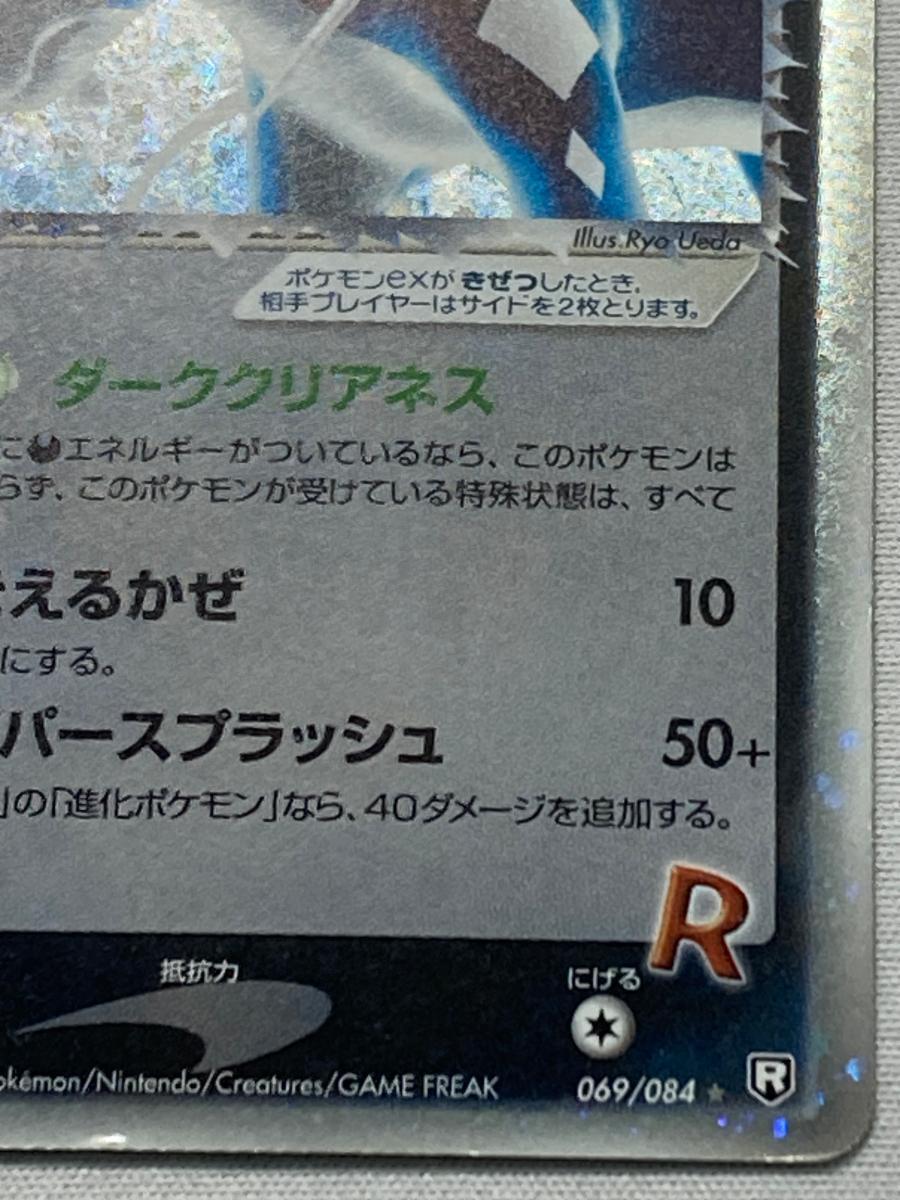 Illus. Ryo Ueda
ポケモンexが きぜつしたとき、
相手プレイヤーはサイドを2枚とります。
ダーククリアネス
に エネルギーがついているなら、このポケモンは
らず、このポケモンが受けている特殊状態は、すべて
えるかぜ 10
にする。
パースプラッシュ 50+
」の「進化ポケモン」なら、40ダメージを追加する。
R
抵抗力 にげる
okémon/Nintendo/Creatures/GAME FREAK 069/084 ★ R